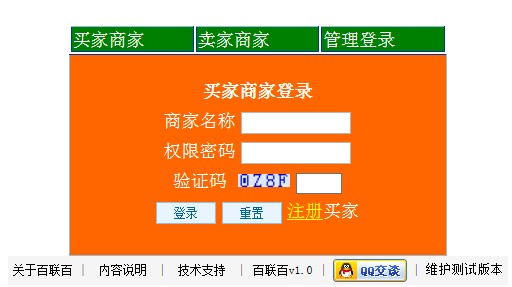 买家商家 卖家商家 管理登录
买家商家登录
商家名称
权限密码
验证码 0Z8F
登录 重置 注册买家
关于百联百 | 内容说明 | 技术支持 | 百联百v1.0 | QQ交谈 | 维护测试版本